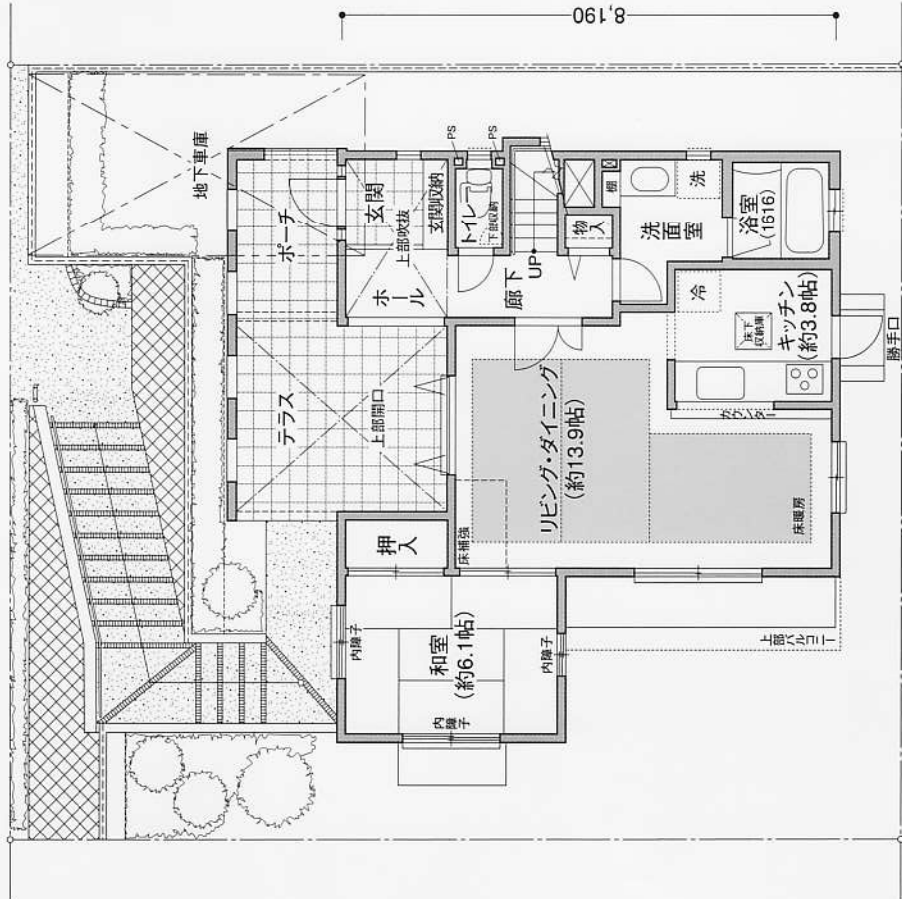 8,190
地下車庫
ポーチ
玄関
上部吹抜
玄関収納
ホール
PS
トイレ
下部収納
PS
廊下
UP
物入
棚
洗面室
洗
浴室
(1616)
テラス
上部開口
リビング・ダイニング
(約13.9帖)
床暖房
床補強
冷
床下
収納庫
キッチン
(約3.8帖)
カウンター
勝手口
押入
和室
(約6.1帖)
内障子
内障子
内障子
上部バルコニー